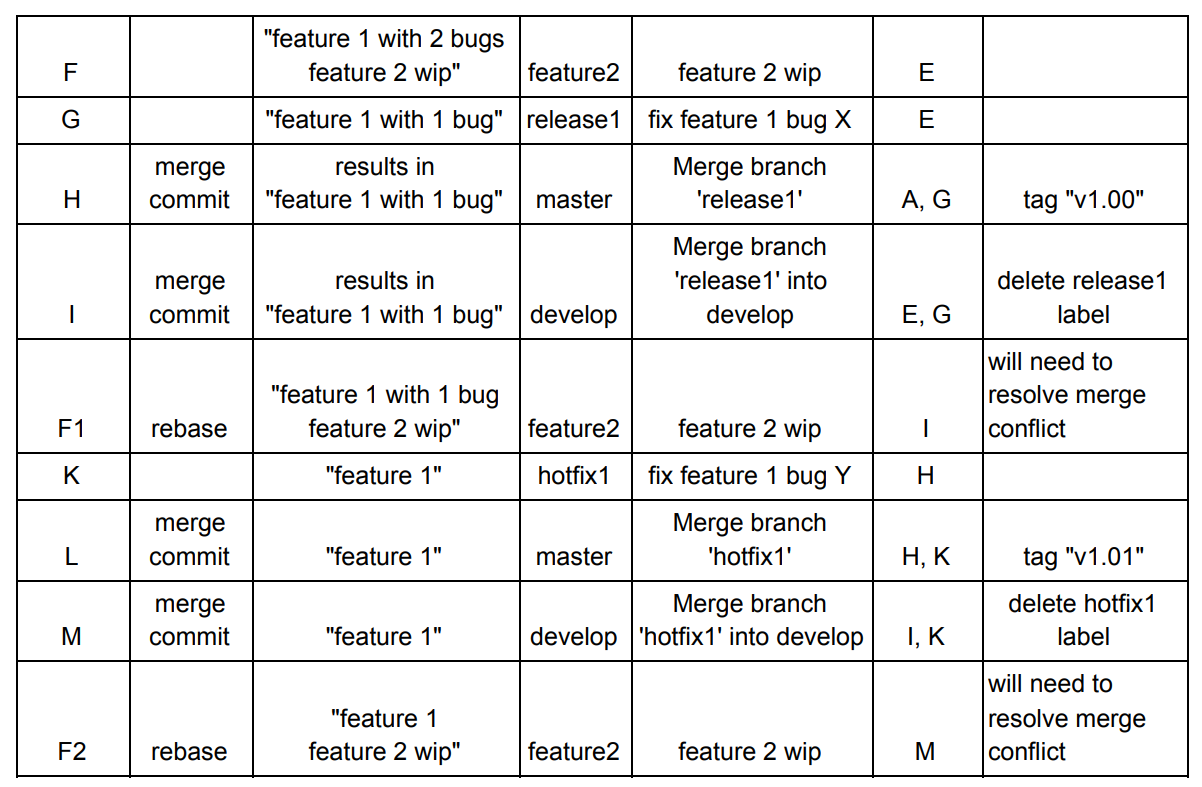 "feature 1 with 2 bugs
F feature 2 wip" feature2 feature 2 wip E
G "feature 1 with 1 bug" release1 fix feature 1 bug X E
merge results in Merge branch
H commit "feature 1 with 1 bug" master 'release1' A, G tag "v1.00"
Merge branch
merge results in 'release1' into delete release1
I commit "feature 1 with 1 bug" develop develop E, G label
will need to
"feature 1 with 1 bug resolve merge
F1 rebase feature 2 wip" feature2 feature 2 wip I conflict
K "feature 1" hotfix1 fix feature 1 bug Y H
merge Merge branch
L commit "feature 1" master 'hotfix1' H, K tag "v1.01"
merge Merge branch delete hotfix1
M commit "feature 1" develop 'hotfix1' into develop I, K label
will need to
"feature 1 resolve merge
F2 rebase feature 2 wip" feature2 feature 2 wip M conflict